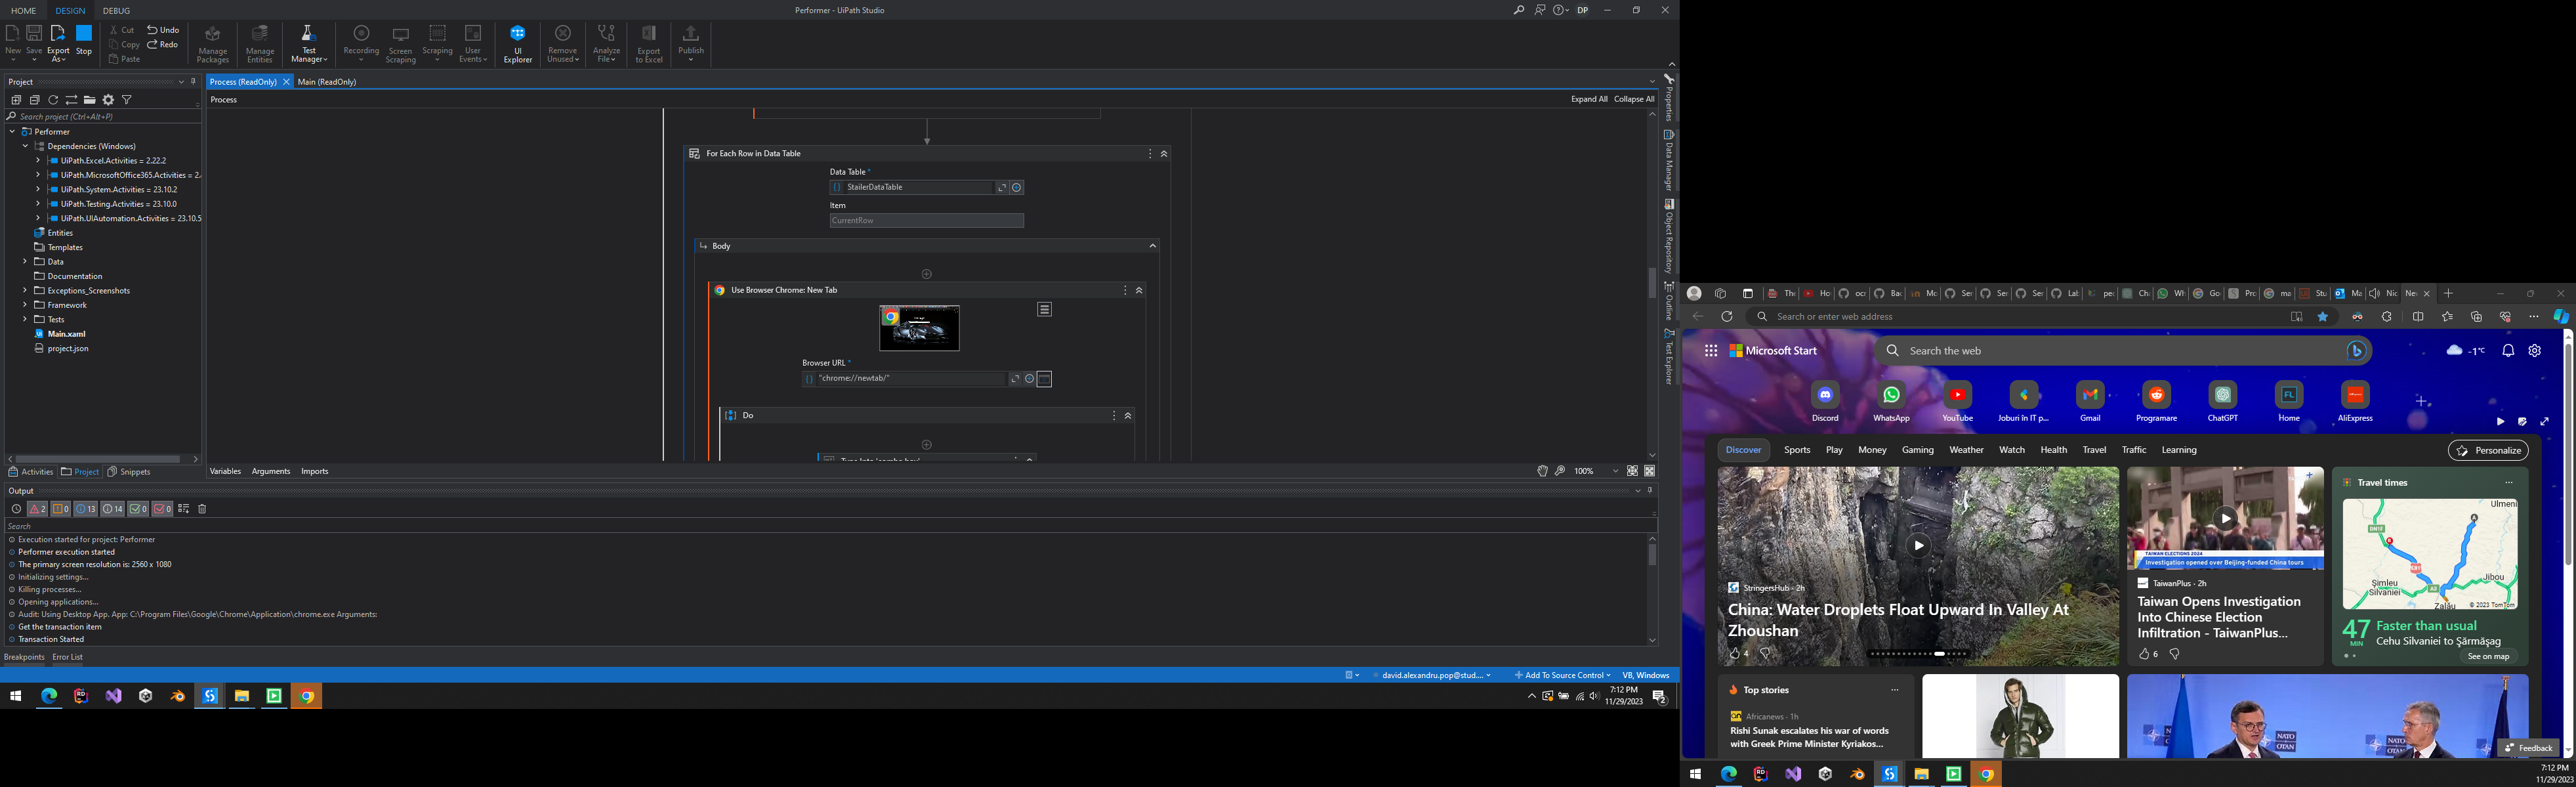 HOME DESIGN DEBUG
Performer - UiPath Studio
DP
New Save Export As Stop
Cut Copy Paste
Undo Redo
Manage Packages
Manage Entities
Test Manager
Recording
Screen Scraping
Scraping
User Events
UI Explorer
Remove Unused
Analyze File
Export to Excel
Publish
Project
Search project (Ctrl+Alt+P)
Performer
Dependencies (Windows)
UiPath.Excel.Activities = 2.22.2
UiPath.MicrosoftOffice365.Activities = 2.
UiPath.System.Activities = 23.10.2
UiPath.Testing.Activities = 23.10.0
UiPath.UIAutomation.Activities = 23.10.5
Entities
Templates
Data
Documentation
Exceptions_Screenshots
Framework
Tests
Main.xaml
project.json
Activities Project Snippets
Process (ReadOnly) Main (ReadOnly)
Process
Expand All Collapse All
For Each Row in Data Table
Data Table *
StailerDataTable
Item
CurrentRow
Body
Use Browser Chrome: New Tab
Browser URL *
"chrome://newtab/"
Do
Variables Arguments Imports
100%
Properties
Data Manager
Object Repository
Outline
Test Explorer
Output
2 0 13 14 0 0
Search
Execution started for project: Performer
Performer execution started
The primary screen resolution is: 2560 x 1080
Initializing settings...
Killing processes...
Opening applications...
Audit: Using Desktop App. App: C:\Program Files\Google\Chrome\Application\chrome.exe Arguments:
Get the transaction item
Transaction Started
Breakpoints Error List
david.alexandru.pop@stud....
Add To Source Control
VB, Windows
7:12 PM
11/29/2023
2
Search or enter web address
Microsoft Start
Search the web
-1°C
Discord WhatsApp YouTube Joburi în IT p... Gmail Programare ChatGPT Home AliExpress
Discover Sports Play Money Gaming Weather Watch Health Travel Traffic Learning
Personalize
StringersHub · 2h
China: Water Droplets Float Upward In Valley At
Zhoushan
4
TAIWAN ELECTIONS 2024
Investigation opened over Beijing-funded China tours
TaiwanPlus · 2h
Taiwan Opens Investigation
Into Chinese Election
Infiltration - TaiwanPlus...
6
Travel times
Ulmeni
Șimleu
Silvaniei
Jibou
Zalău
© 2023 TomTom
47
MIN
Faster than usual
Cehu Silvaniei to Șărmășag
See on map
Top stories
Africanews · 1h
Rishi Sunak escalates his war of words
with Greek Prime Minister Kyriakos...
NATO
OTAN
NATO
OTAN
Feedback
7:12 PM
11/29/2023